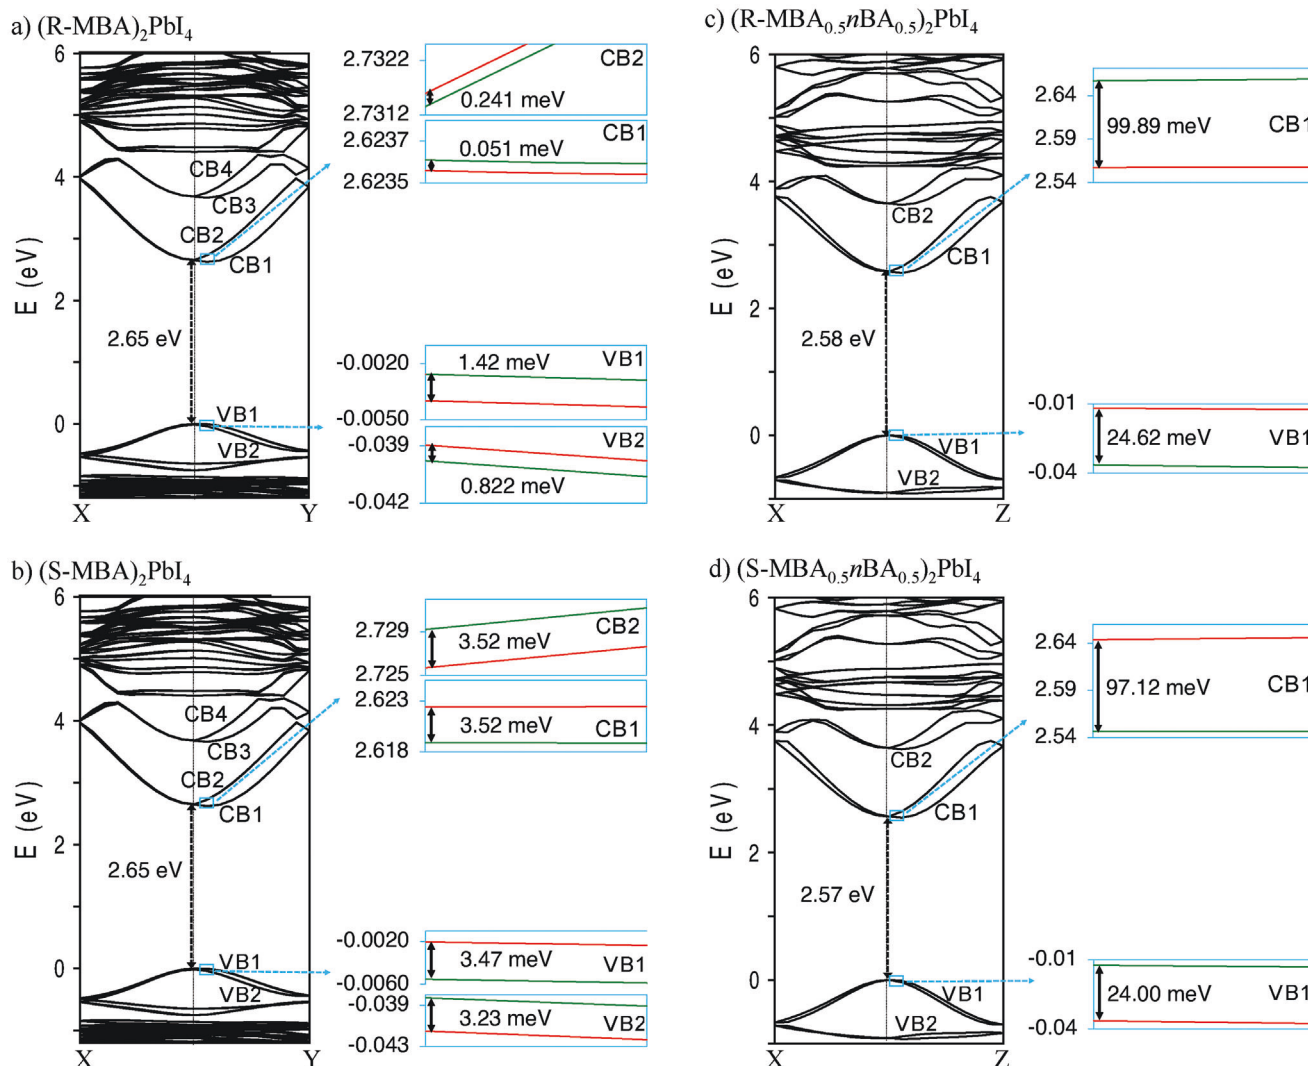 a) (R-MBA)₂PbI₄
6
4
2
0
E (eV)
CB4
CB3
CB2
CB1
2.65 eV
VB1
VB2
X
Y
2.7322
CB2
0.241 meV
2.7312
CB1
2.6237
0.051 meV
2.6235
-0.0020
1.42 meV
VB1
-0.0050
-0.039
VB2
0.822 meV
-0.042
c) (R-MBA₀.₅nBA₀.₅)₂PbI₄
6
4
2
0
E (eV)
CB2
CB1
2.58 eV
VB1
VB2
X
Z
2.64
99.89 meV
CB1
2.59
2.54
-0.01
24.62 meV
VB1
-0.04
b) (S-MBA)₂PbI₄
6
4
2
0
E (eV)
CB4
CB3
CB2
CB1
2.65 eV
VB1
VB2
X
Y
2.729
CB2
3.52 meV
2.725
2.623
3.52 meV
CB1
2.618
-0.0020
3.47 meV
VB1
-0.0060
-0.039
3.23 meV
VB2
-0.043
d) (S-MBA₀.₅nBA₀.₅)₂PbI₄
6
4
2
0
E (eV)
CB2
CB1
2.57 eV
VB1
VB2
X
Z
2.64
97.12 meV
CB1
2.59
2.54
-0.01
24.00 meV
VB1
-0.04